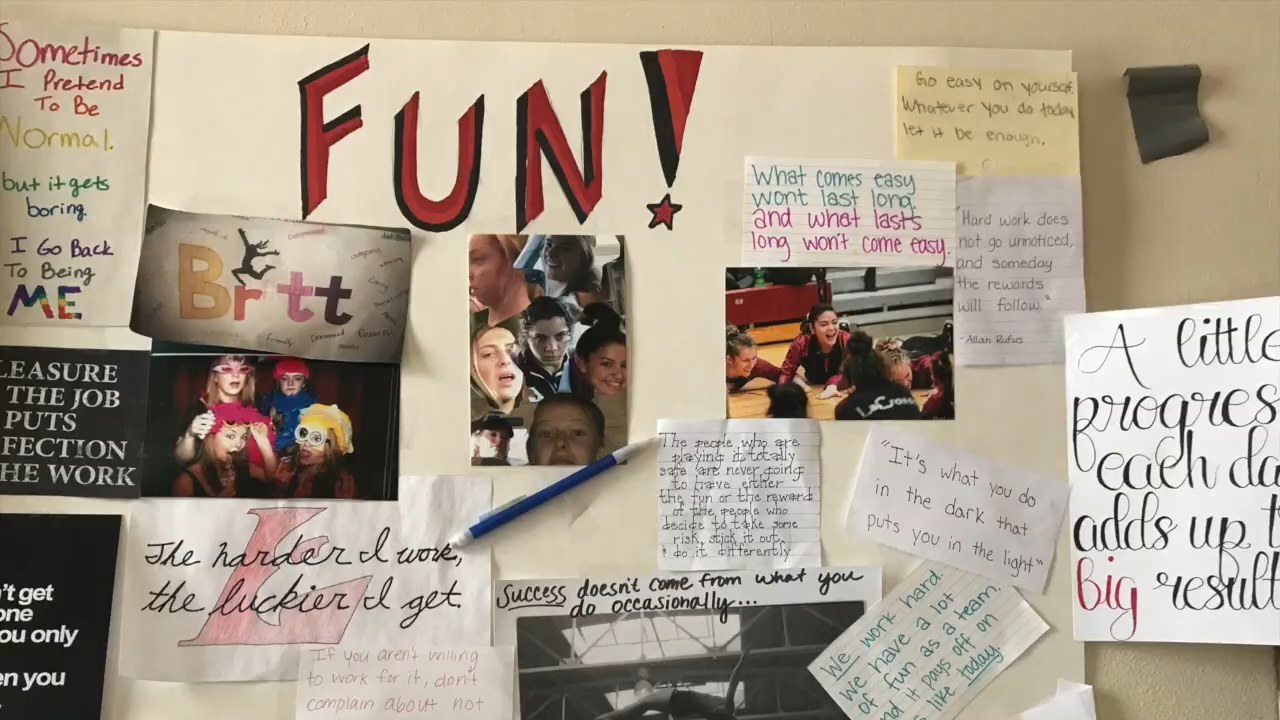 Sometimes
I Pretend
To Be
Normal.
but it gets
boring.
I Go Back
To Being
ME
FUN!
Go easy on yourself.
Whatever you do today
let it be enough.
What comes easy
wont last long.
and what lasts
long won't come easy.
"Hard work does
not go unnoticed,
and someday
the rewards
will follow."
-Allan Rufus
Britt
Friendly
Determined
LEASURE
THE JOB
PUTS
FECTION
HE WORK
LaCrosse
A little
progres
each da
adds up t
Big result
The people who are
playing it totally
safe are never going
to have either
the fun or the reward
of the people who
decide to take some
risk, stick it out,
& do it differently
"It's what you do
in the dark that
puts you in the light"
The harder I work,
the luckier I get.
L
't get
one
ou only
en you
Success doesn't come from what you
do occasionally...
We work hard.
We have a lot
of fun as a team.
nd it pays off on
s like today.
If you aren't willing
to work for it, don't
complain about not